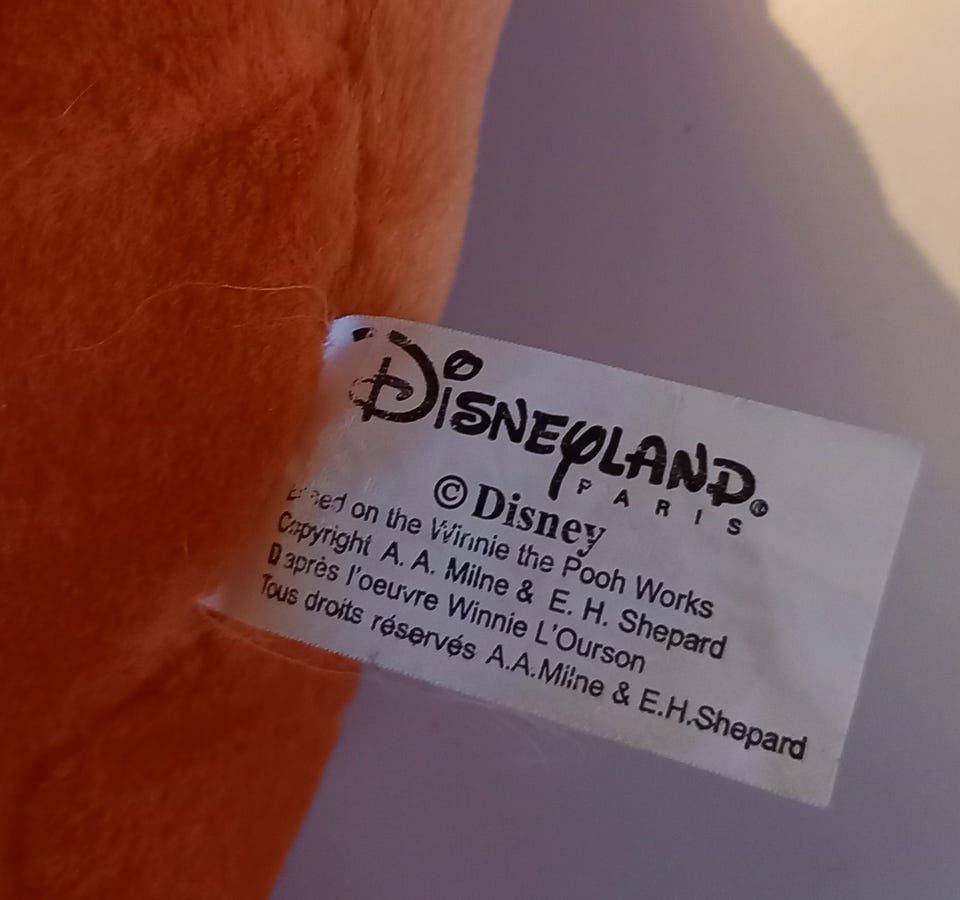 DISNEYLAND®
PARIS
© Disney
Based on the Winnie the Pooh Works
Copyright A. A. Milne & E. H. Shepard
D'après l'oeuvre Winnie L'Ourson
Tous droits réservés A.A.Milne & E.H.Shepard